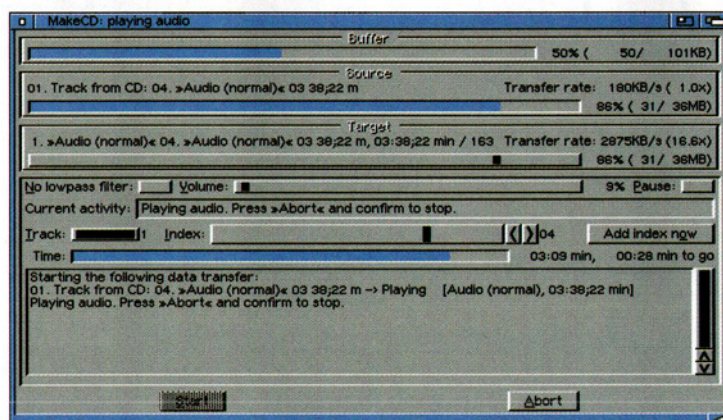 MakeCD: playing audio
Buffer
50% ( 50/ 101KB)
Source
01. Track from CD: 04. »Audio (normal)« 03 38;22 m Transfer rate: 180KB/s ( 1.0x)
86% ( 31/ 36MB)
Target
1. »Audio (normal)« 04. »Audio (normal)« 03 38;22 m, 03:38;22 min / 163 Transfer rate: 2875KB/s (16.6x)
86% ( 31/ 36MB)
No lowpass filter: Volume: 9% Pause:
Current activity: Playing audio. Press »Abort« and confirm to stop.
Track: 1 Index: 04 Add index now
Time: 03:09 min, 00:28 min to go
Starting the following data transfer:
01. Track from CD: 04. »Audio (normal)« 03 38;22 m -> Playing [Audio (normal), 03:38;22 min]
Playing audio. Press »Abort« and confirm to stop.
Start Abort